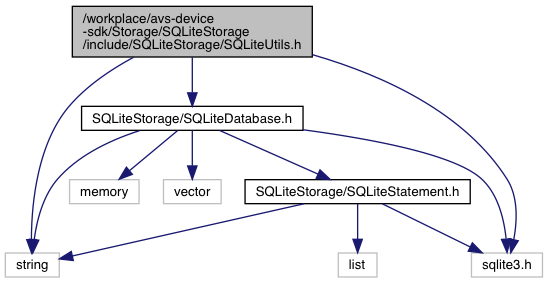 /workplace/avs-device
-sdk/Storage/SQLiteStorage
/include/SQLiteStorage/SQLiteUtils.h
SQLiteStorage/SQLiteDatabase.h
memory
vector
SQLiteStorage/SQLiteStatement.h
string
list
sqlite3.h